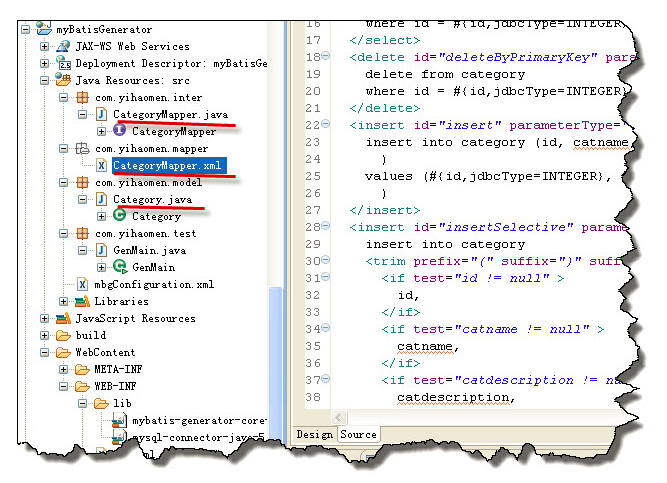 myBatisGenerator
JAX-WS Web Services
Deployment Descriptor: myBatisGe
Java Resources: src
com.yihaomen.inter
CategoryMapper.java
CategoryMapper
com.yihaomen.mapper
CategoryMapper.xml
com.yihaomen.model
Category.java
Category
com.yihaomen.test
GenMain.java
GenMain
mbgConfiguration.xml
Libraries
JavaScript Resources
build
WebContent
META-INF
WEB-INF
lib
mybatis-generator-core-
mysql-connector-java-5
16 where id = #{id,jdbcType=INTEGER}
17 </select>
18 <delete id="deleteByPrimaryKey" para
19 delete from category
20 where id = #{id,jdbcType=INTEGER}
21 </delete>
22 <insert id="insert" parameterType="
23 insert into category (id, catname
24 )
25 values (#{id,jdbcType=INTEGER},
26 )
27 </insert>
28 <insert id="insertSelective" parame
29 insert into category
30 <trim prefix="(" suffix=")" suff
31 <if test="id != null" >
32 id,
33 </if>
34 <if test="catname != null" >
35 catname,
36 </if>
37 <if test="catdescription != nu
38 catdescription,
Design Source